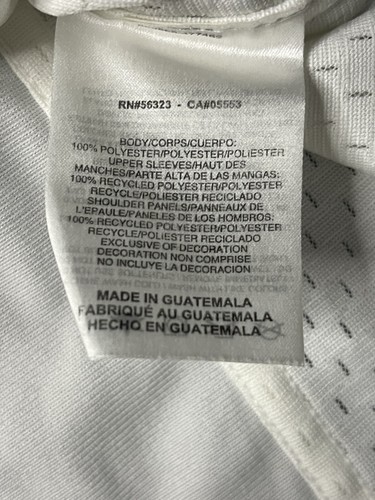 RN#56323 - CA#05553
BODY/CORPS/CUERPO:
100% POLYESTER/POLYESTER/POLIESTER
UPPER SLEEVES/HAUT DES
MANCHES/PARTE ALTA DE LAS MANGAS:
100% RECYCLED POLYESTER/POLYESTER
RECYCLE/POLIESTER RECICLADO
SHOULDER PANELS/PANNEAUX DE
L'EPAULE/PANELES DE LOS HOMBROS:
100% RECYCLED POLYESTER/POLYESTER
RECYCLE/POLIESTER RECICLADO
EXCLUSIVE OF DECORATION
DECORATION NON COMPRISE
NO INCLUYE LA DECORACION
MADE IN GUATEMALA
FABRIQUÉ AU GUATEMALA
HECHO EN GUATEMALA